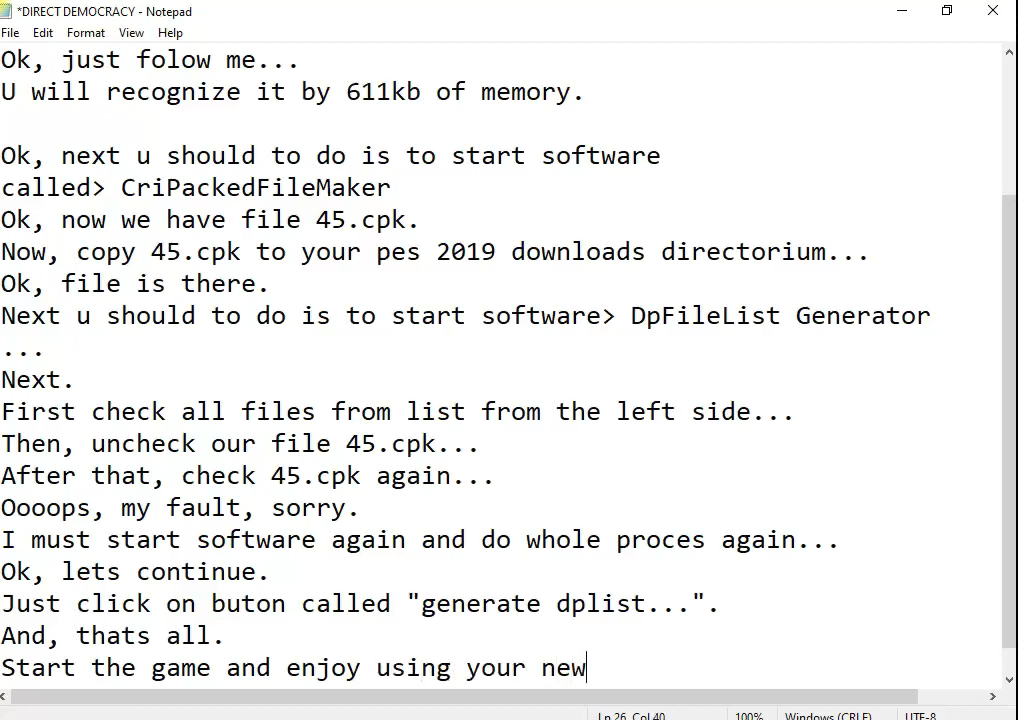 *DIRECT DEMOCRACY - Notepad
File Edit Format View Help
Ok, just folow me...
U will recognize it by 611kb of memory.
Ok, next u should to do is to start software
called> CriPackedFileMaker
Ok, now we have file 45.cpk.
Now, copy 45.cpk to your pes 2019 downloads directorium...
Ok, file is there.
Next u should to do is to start software> DpFileList Generator
...
Next.
First check all files from list from the left side...
Then, uncheck our file 45.cpk...
After that, check 45.cpk again...
Oooops, my fault, sorry.
I must start software again and do whole proces again...
Ok, lets continue.
Just click on buton called "generate dplist...".
And, thats all.
Start the game and enjoy using your new
Ln 26, Col 40 100% Windows (CRLF) UTF-8